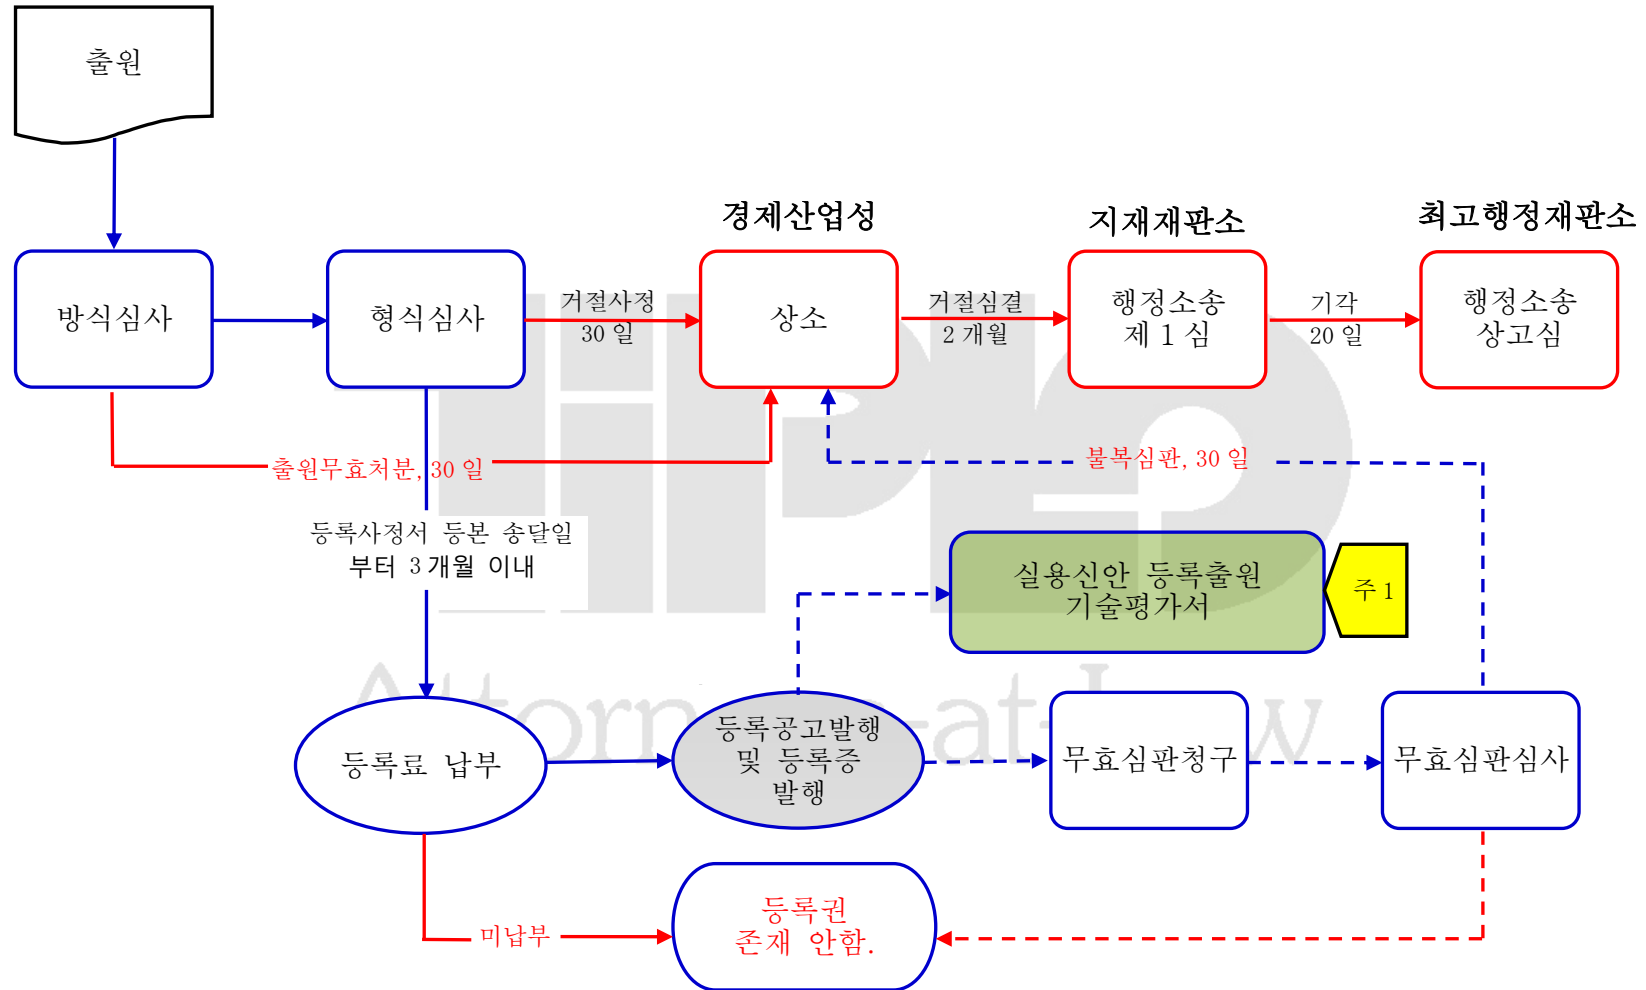 출원
경제산업성
지재재판소
최고행정재판소
방식심사
형식심사
거절사정
30 일
상소
거절심결
2 개월
행정소송
제 1 심
기각
20 일
행정소송
상고심
출원무효처분, 30 일
불복심판, 30 일
등록사정서 등본 송달일
부터 3 개월 이내
실용신안 등록출원
기술평가서
주 1
등록료 납부
등록공고발행
및 등록증
발행
무효심판청구
무효심판심사
미납부
등록권
존재 안함.